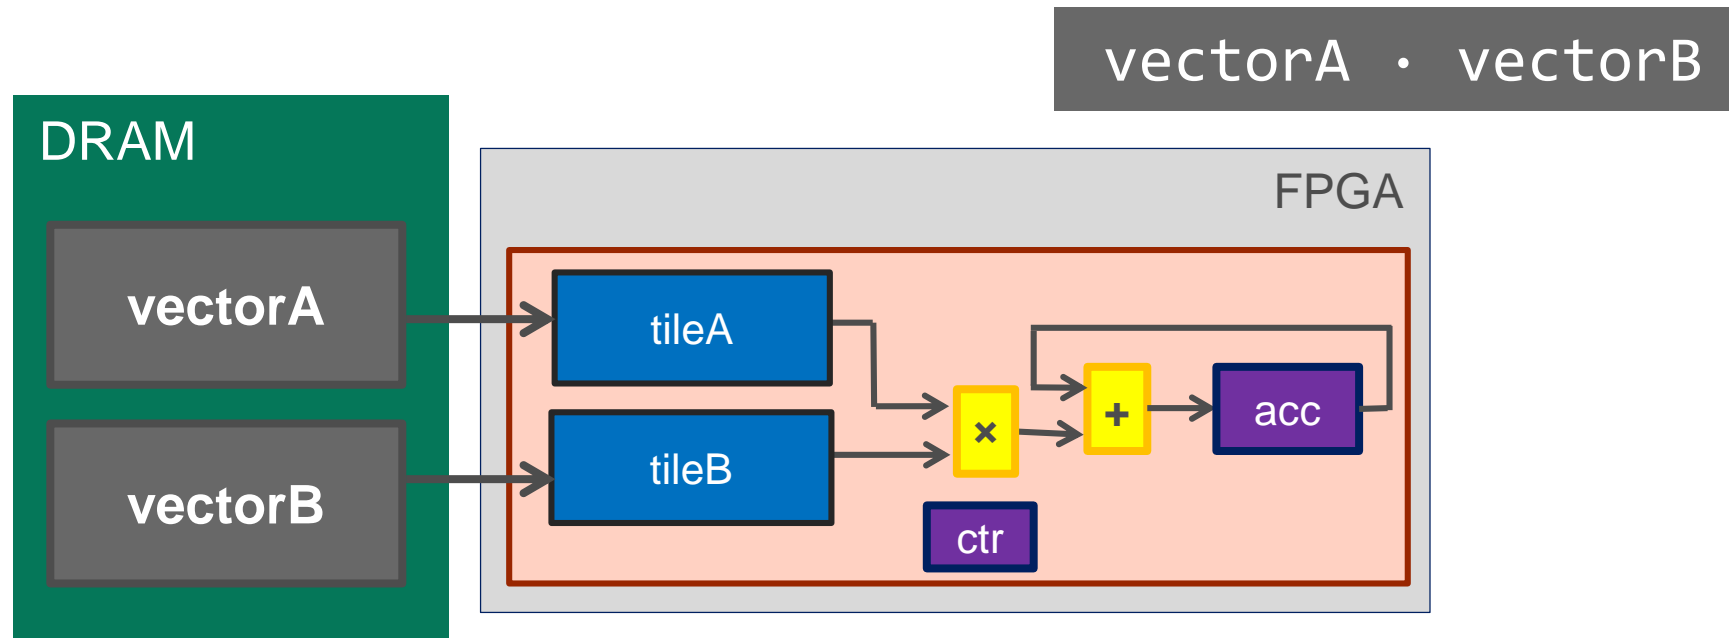 vectorA · vectorB
DRAM
FPGA
vectorA
tileA
vectorB
tileB
×
+
acc
ctr